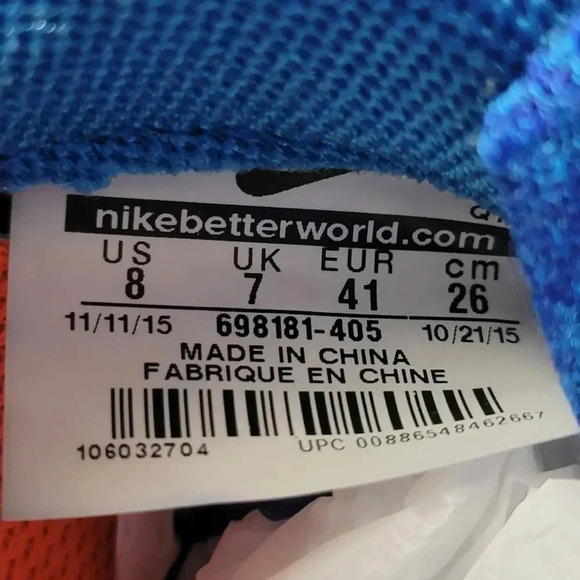 nikebetterworld.com
US UK EUR cm
8 7 41 26
11/11/15 698181-405 10/21/15
MADE IN CHINA
FABRIQUE EN CHINE
106032704 UPC 00886548462667